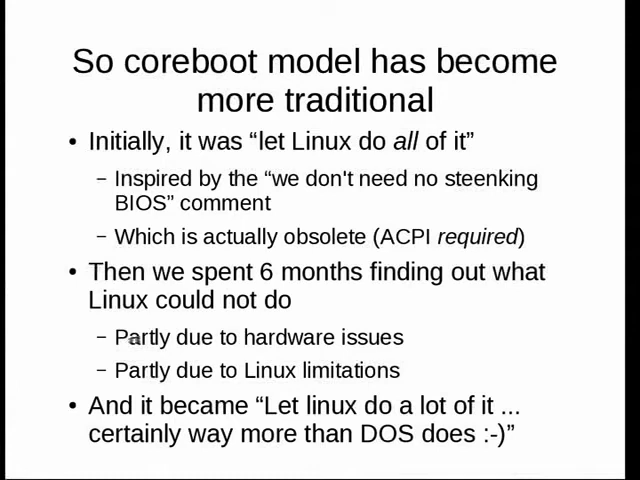 So coreboot model has become
more traditional
• Initially, it was “let Linux do all of it”
– Inspired by the “we don't need no steenking
BIOS” comment
– Which is actually obsolete (ACPI required)
• Then we spent 6 months finding out what
Linux could not do
– Partly due to hardware issues
– Partly due to Linux limitations
• And it became “Let linux do a lot of it ...
certainly way more than DOS does :-)”